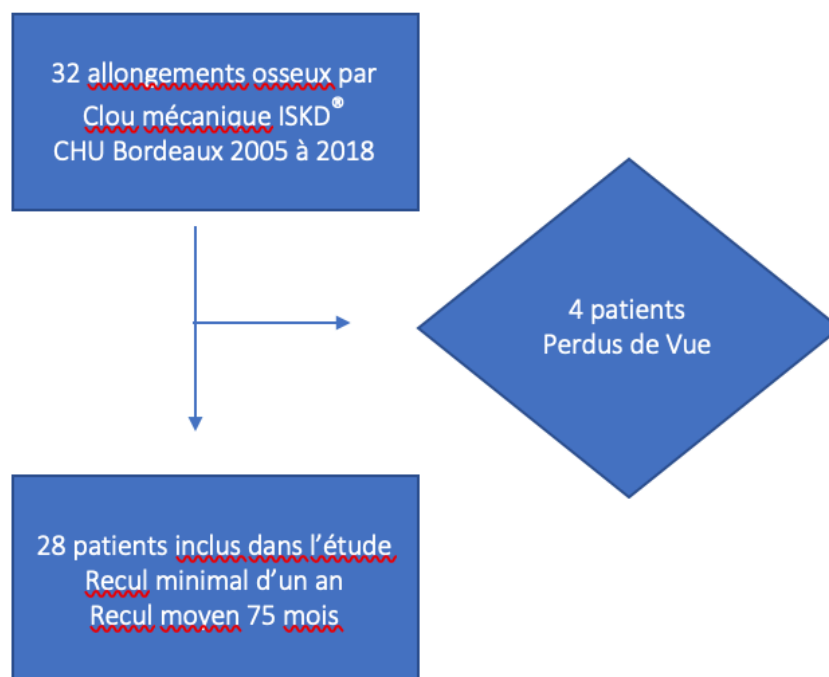 32 allongements osseux par
Clou mécanique ISKD®
CHU Bordeaux 2005 à 2018
4 patients
Perdus de Vue
28 patients inclus dans l'étude
Recul minimal d'un an
Recul moyen 75 mois